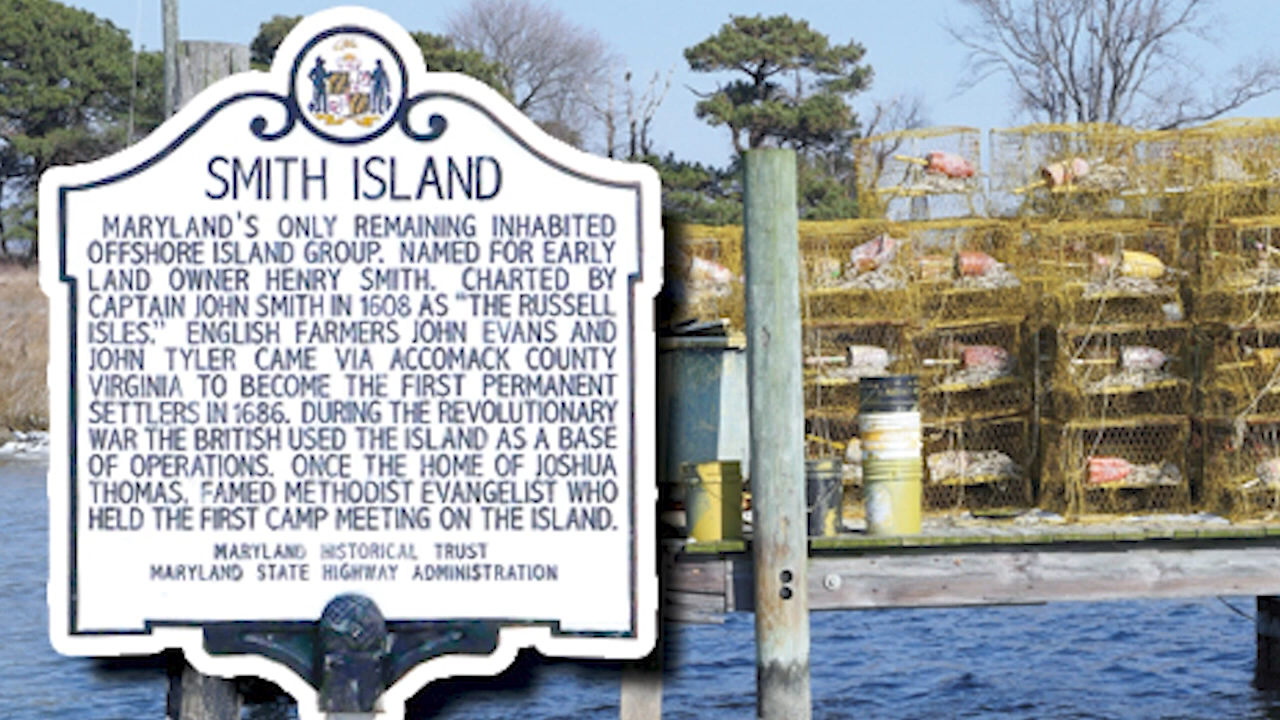 SMITH ISLAND
MARYLAND'S ONLY REMAINING INHABITED
OFFSHORE ISLAND GROUP. NAMED FOR EARLY
LAND OWNER HENRY SMITH. CHARTED BY
CAPTAIN JOHN SMITH IN 1608 AS "THE RUSSELL
ISLES." ENGLISH FARMERS JOHN EVANS AND
JOHN TYLER CAME VIA ACCOMACK COUNTY
VIRGINIA TO BECOME THE FIRST PERMANENT
SETTLERS IN 1686. DURING THE REVOLUTIONARY
WAR THE BRITISH USED THE ISLAND AS A BASE
OF OPERATIONS. ONCE THE HOME OF JOSHUA
THOMAS, FAMED METHODIST EVANGELIST WHO
HELD THE FIRST CAMP MEETING ON THE ISLAND.
MARYLAND HISTORICAL TRUST
MARYLAND STATE HIGHWAY ADMINISTRATION